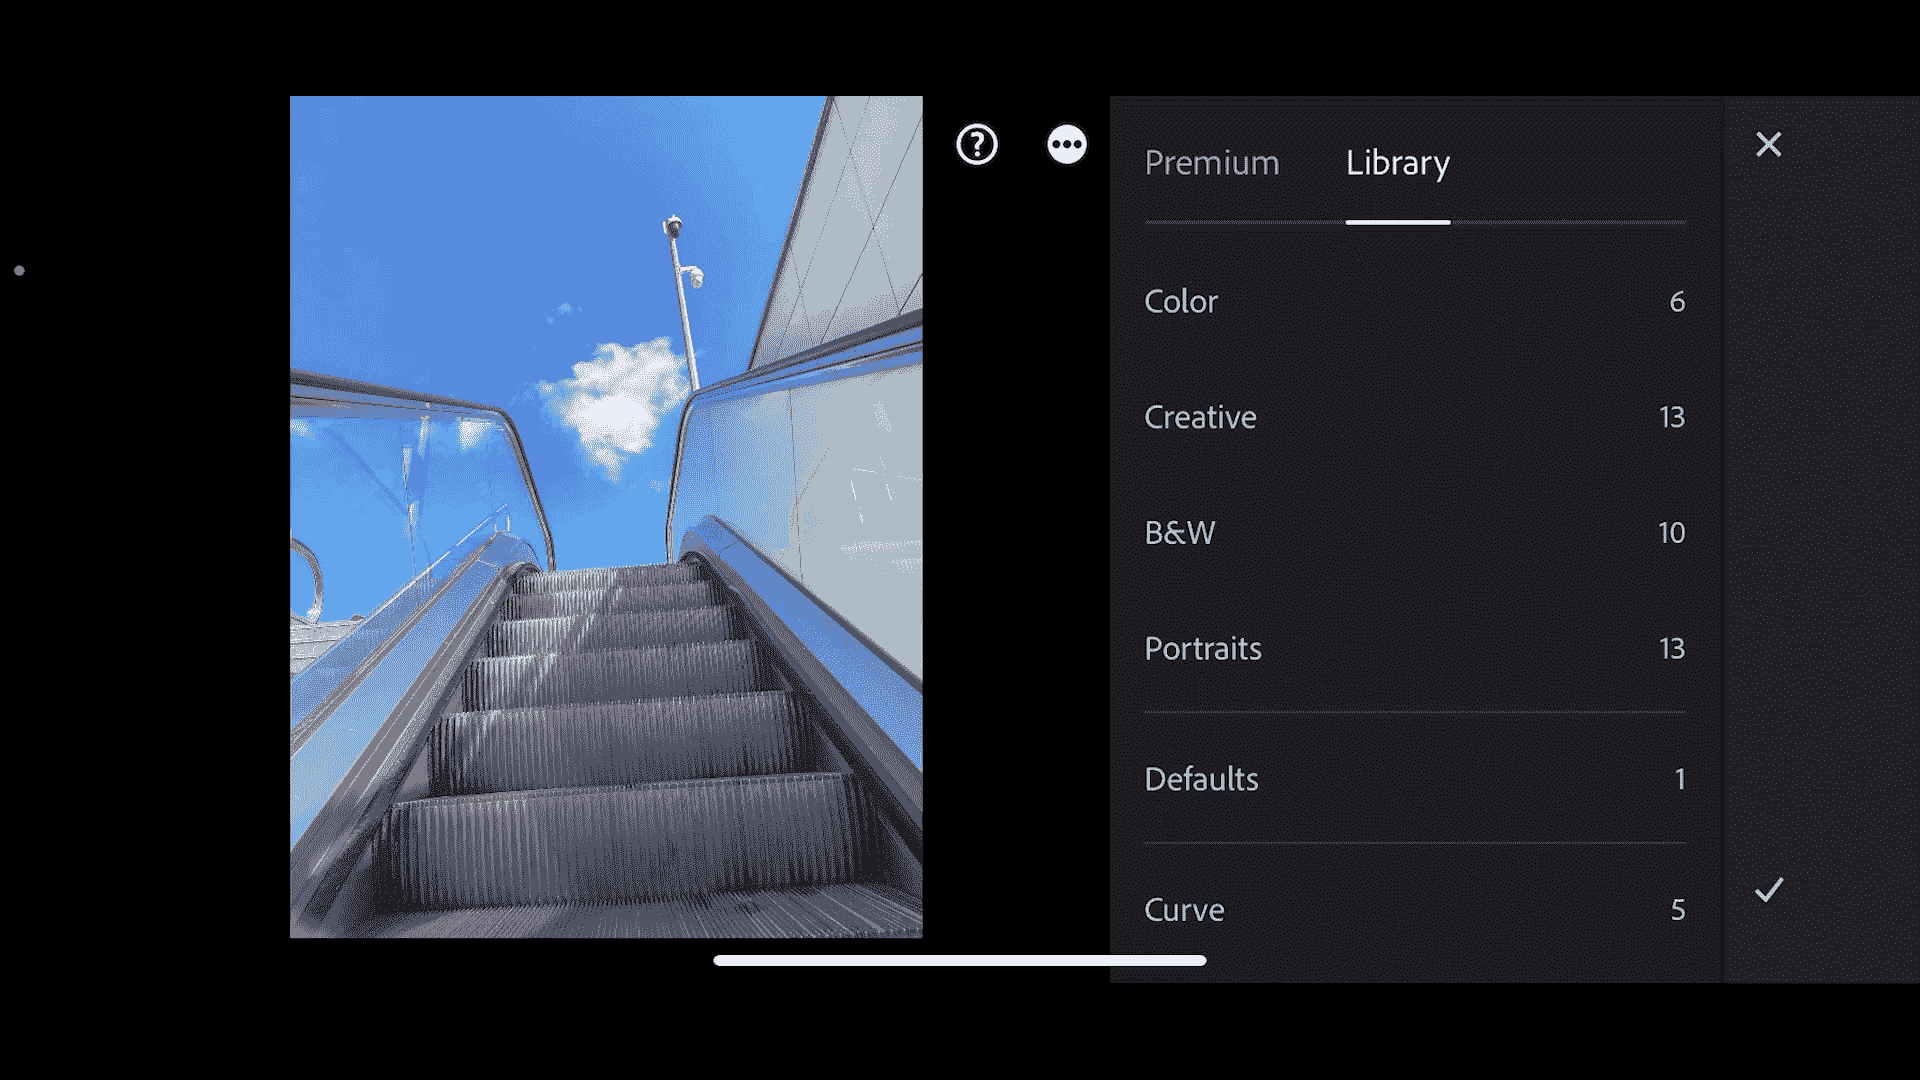 Premium Library
Color 6
Creative 13
B&W 10
Portraits 13
Defaults 1
Curve 5